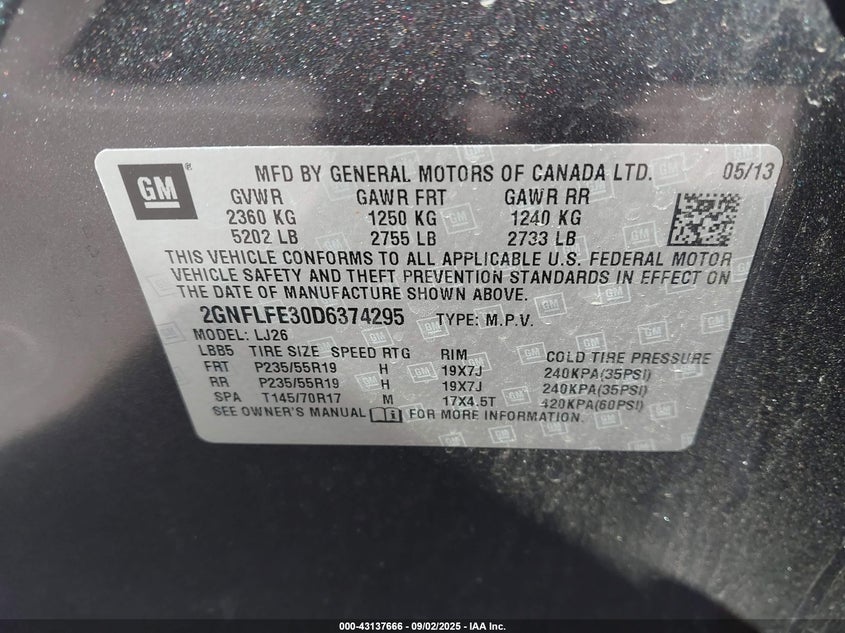 GM ®
MFD BY GENERAL MOTORS OF CANADA LTD. 05/13
GVWR GAWR FRT GAWR RR
2360 KG 1250 KG 1240 KG
5202 LB 2755 LB 2733 LB
THIS VEHICLE CONFORMS TO ALL APPLICABLE U.S. FEDERAL MOTOR
VEHICLE SAFETY AND THEFT PREVENTION STANDARDS IN EFFECT ON
THE DATE OF MANUFACTURE SHOWN ABOVE.
2GNFLFE30D6374295 TYPE: M.P.V.
MODEL: LJ26
LBB5 TIRE SIZE SPEED RTG RIM COLD TIRE PRESSURE
FRT P235/55R19 H 19X7J 240KPA(35PSI)
RR P235/55R19 H 19X7J 240KPA(35PSI)
SPA T145/70R17 M 17X4.5T 420KPA(60PSI)
SEE OWNER'S MANUAL FOR MORE INFORMATION.
000-43137666 - 09/02/2025 - IAA Inc.